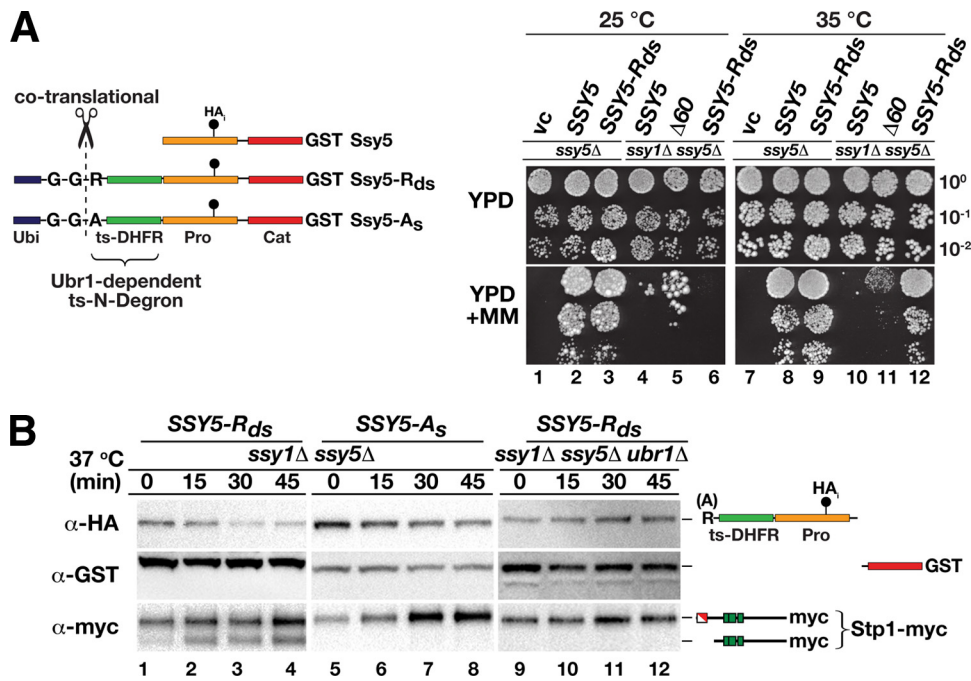 A
co-translational
HAi
GST Ssy5
G-G-R
GST Ssy5-Rds
G-G-A
GST Ssy5-As
Ubi ts-DHFR Pro Cat
Ubr1-dependent
ts-N-Degron
25 °C 35 °C
vc SSY5 SSY5-Rds SSY5 Δ60 SSY5-Rds vc SSY5 SSY5-Rds SSY5 Δ60 SSY5-Rds
ssy5Δ ssy1Δ ssy5Δ ssy5Δ ssy1Δ ssy5Δ
YPD
10⁰
10⁻¹
10⁻²
YPD
+MM
1 2 3 4 5 6 7 8 9 10 11 12
B
SSY5-Rds SSY5-As SSY5-Rds
37 °C ssy1Δ ssy5Δ ssy1Δ ssy5Δ ubr1Δ
(min) 0 15 30 45 0 15 30 45 0 15 30 45
α-HA
α-GST
α-myc
1 2 3 4 5 6 7 8 9 10 11 12
(A)
R
HAi
ts-DHFR Pro
GST
myc
myc
Stp1-myc